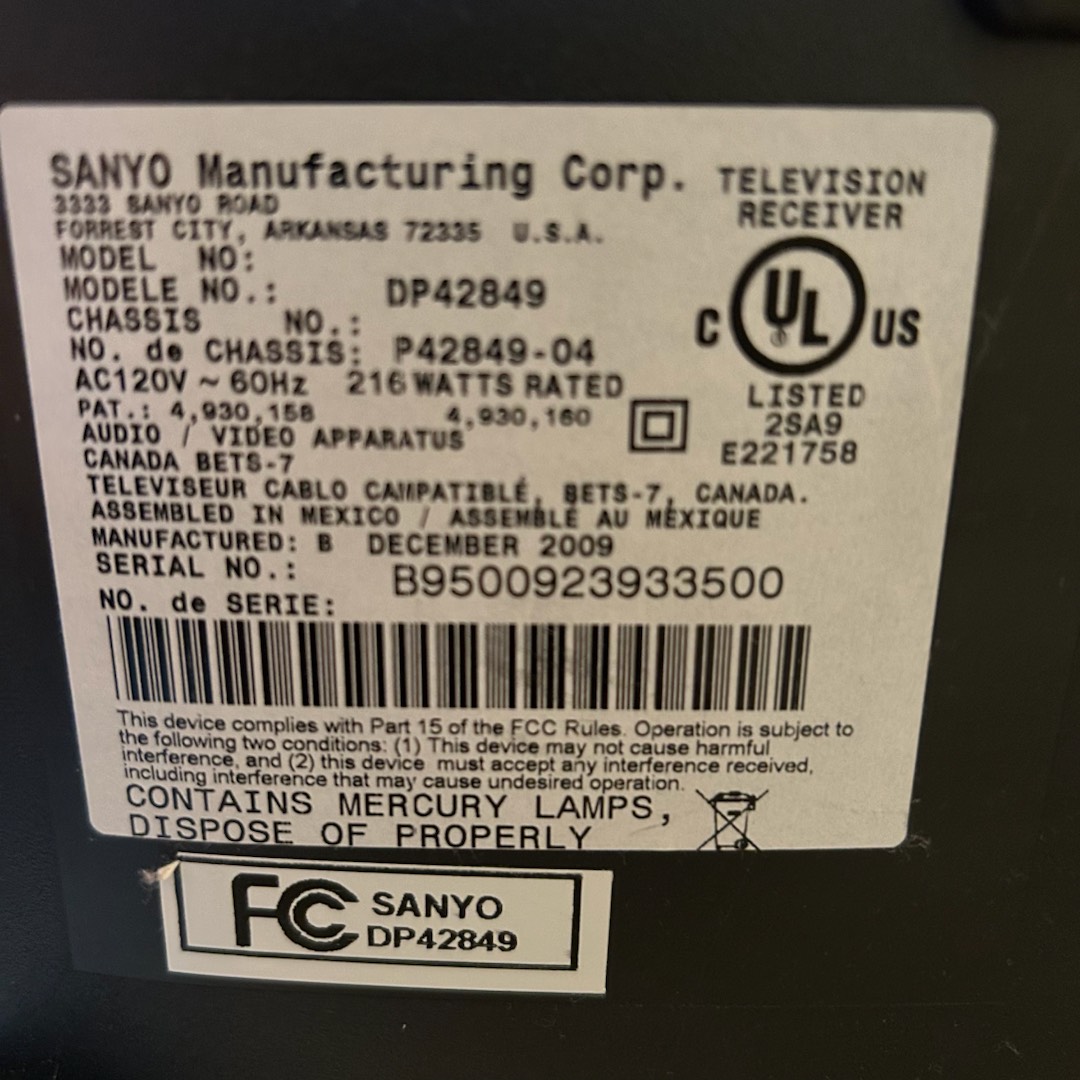 SANYO Manufacturing Corp.
3333 SANYO ROAD
FORREST CITY, ARKANSAS 72335 U.S.A.
TELEVISION
RECEIVER
MODEL NO:
MODELE NO.: DP42849
CHASSIS NO.:
NO. de CHASSIS: P42849-04
AC120V ~ 60Hz 216 WATTS RATED
PAT.: 4,930,158 4,930,160
AUDIO / VIDEO APPARATUS
CANADA BETS-7
C UL US
®
LISTED
2SA9
E221758
TELEVISEUR CABLO CAMPATIBLÉ, BETS-7, CANADA.
ASSEMBLED IN MEXICO / ASSEMBLÉ AU MÉXIQUE
MANUFACTURED: B DECEMBER 2009
SERIAL NO.: B9500923933500
NO. de SERIE:
This device complies with Part 15 of the FCC Rules. Operation is subject to
the following two conditions: (1) This device may not cause harmful
interference, and (2) this device must accept any interference received,
including interference that may cause undesired operation.
CONTAINS MERCURY LAMPS,
DISPOSE OF PROPERLY
FC SANYO
DP42849